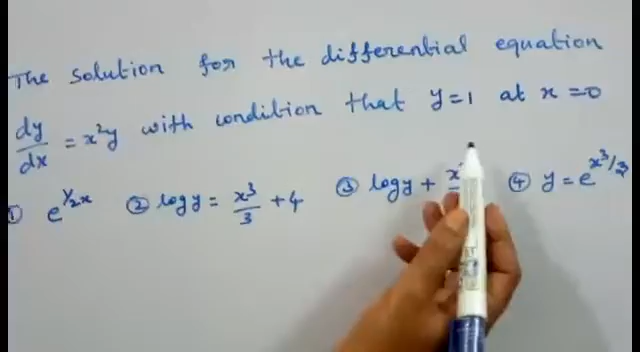 The solution for the differential equation
dy/dx = x²y with condition that y=1 at x=0
① e^1/2x ② log y = x³/3 + 4 ③ log y + ④ y = e^x³/3